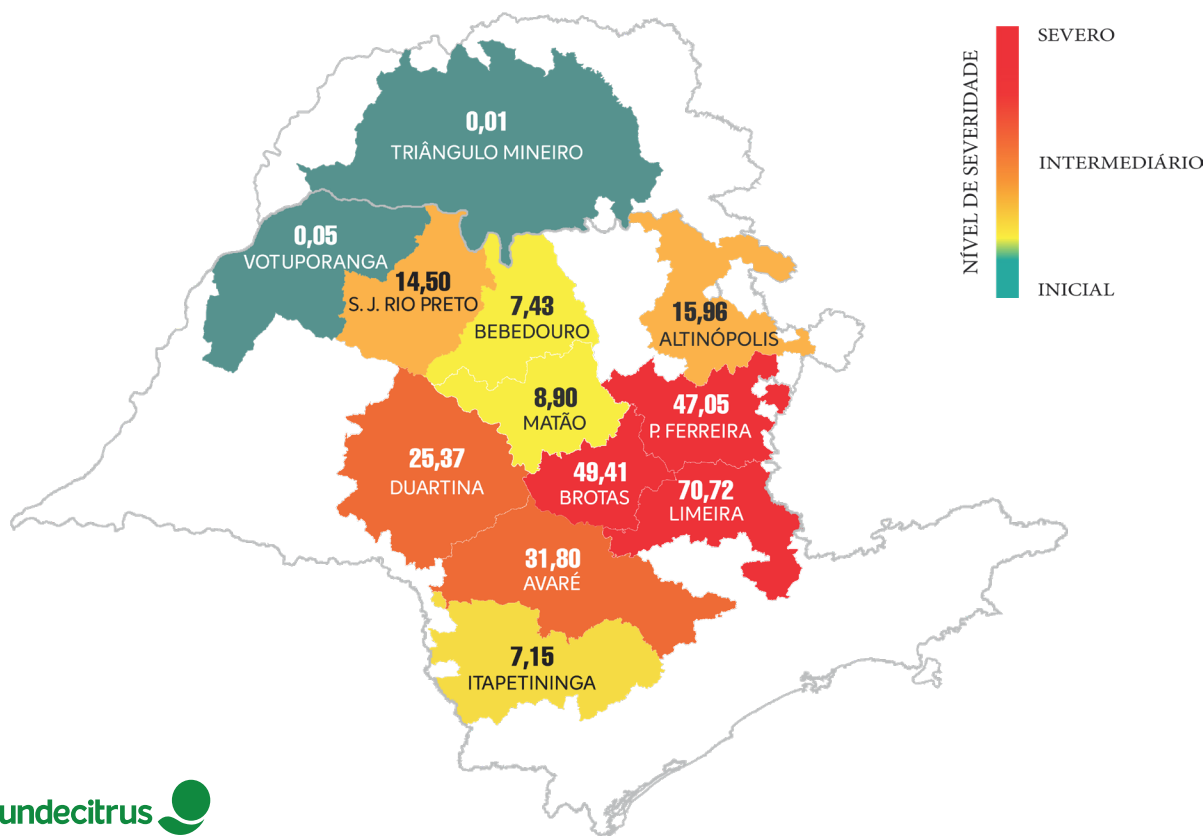 SEVERO
NÍVEL DE SEVERIDADE
INTERMEDIÁRIO
INICIAL
0,01
TRIÂNGULO MINEIRO
0,05
VOTUPORANGA
14,50
S. J. RIO PRETO
7,43
BEBEDOURO
15,96
ALTINÓPOLIS
8,90
MATÃO
47,05
P. FERREIRA
25,37
DUARTINA
49,41
BROTAS
70,72
LIMEIRA
31,80
AVARÉ
7,15
ITAPETININGA
undecitrus